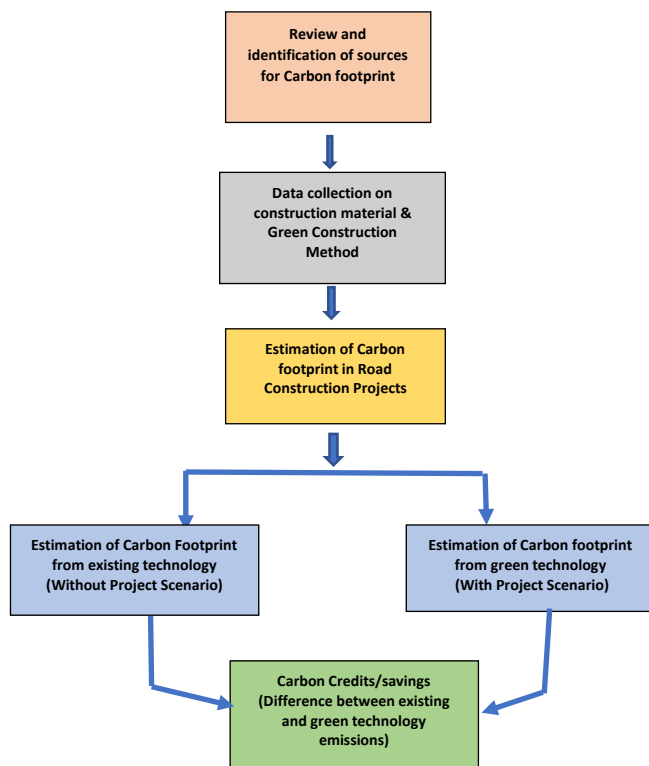 Review and
identification of sources
for Carbon footprint
Data collection on
construction material &
Green Construction
Method
Estimation of Carbon
footprint in Road
Construction Projects
Estimation of Carbon Footprint
from existing technology
(Without Project Scenario)
Estimation of Carbon footprint
from green technology
(With Project Scenario)
Carbon Credits/savings
(Difference between existing
and green technology
emissions)